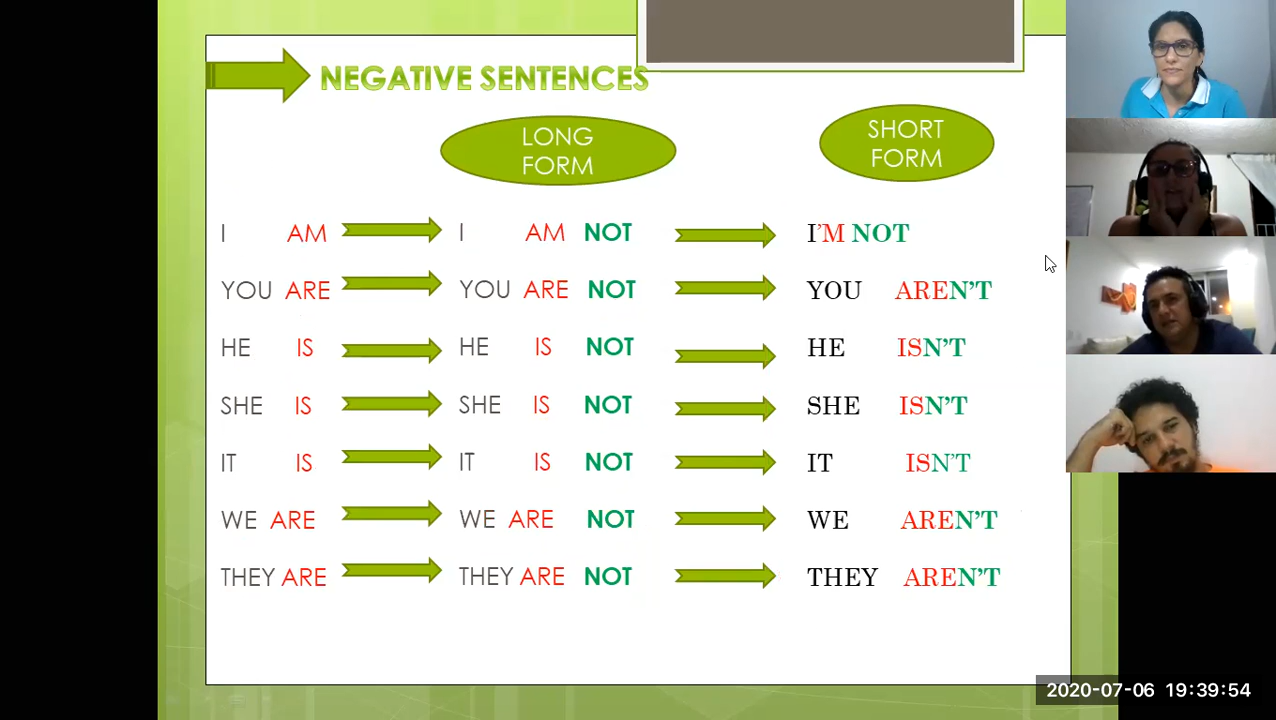 NEGATIVE SENTENCES
LONG
FORM
SHORT
FORM
I AM I AM NOT I'M NOT
YOU ARE YOU ARE NOT YOU AREN'T
HE IS HE IS NOT HE ISN'T
SHE IS SHE IS NOT SHE ISN'T
IT IS IT IS NOT IT ISN'T
WE ARE WE ARE NOT WE AREN'T
THEY ARE THEY ARE NOT THEY AREN'T
2020-07-06 19:39:54